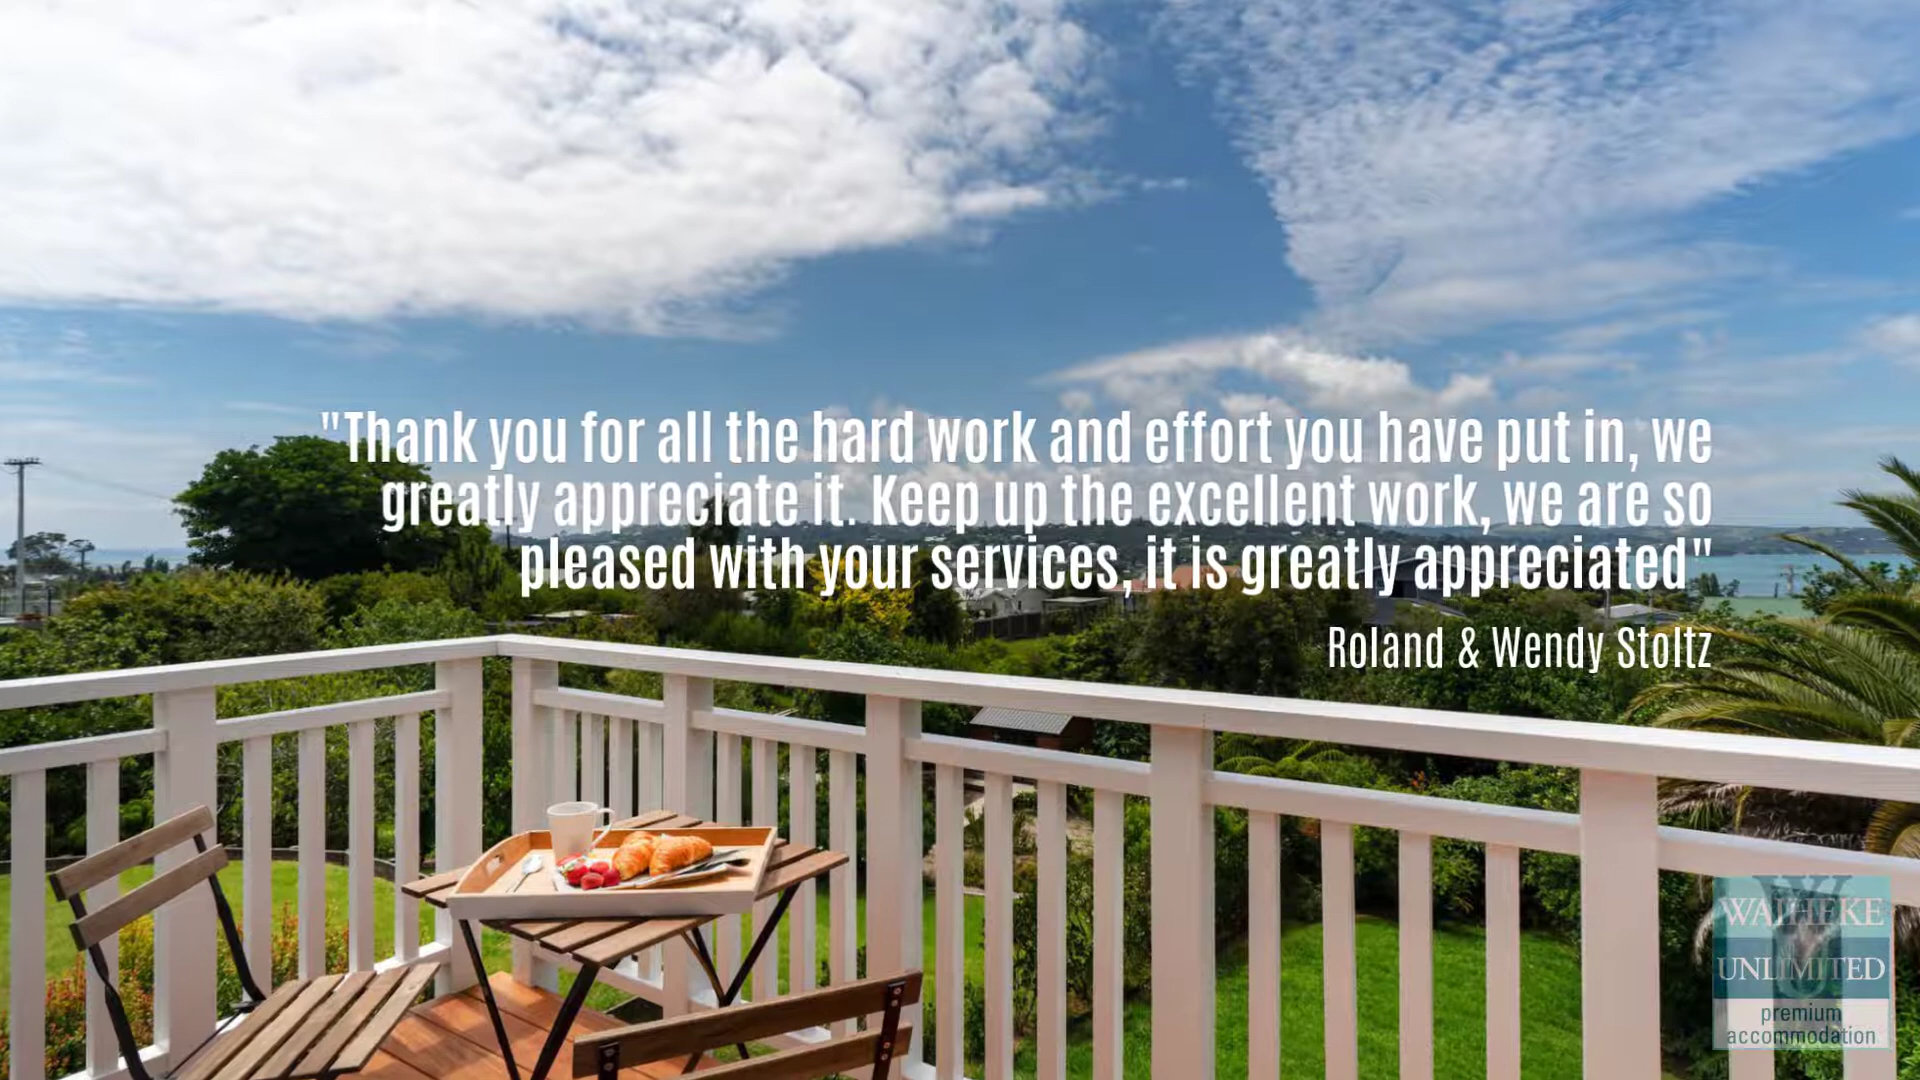 "Thank you for all the hard work and effort you have put in, we
greatly appreciate it. Keep up the excellent work, we are so
pleased with your services, it is greatly appreciated"
Roland & Wendy Stoltz
WAIHEKE
UNLIMITED
premium
accommodation